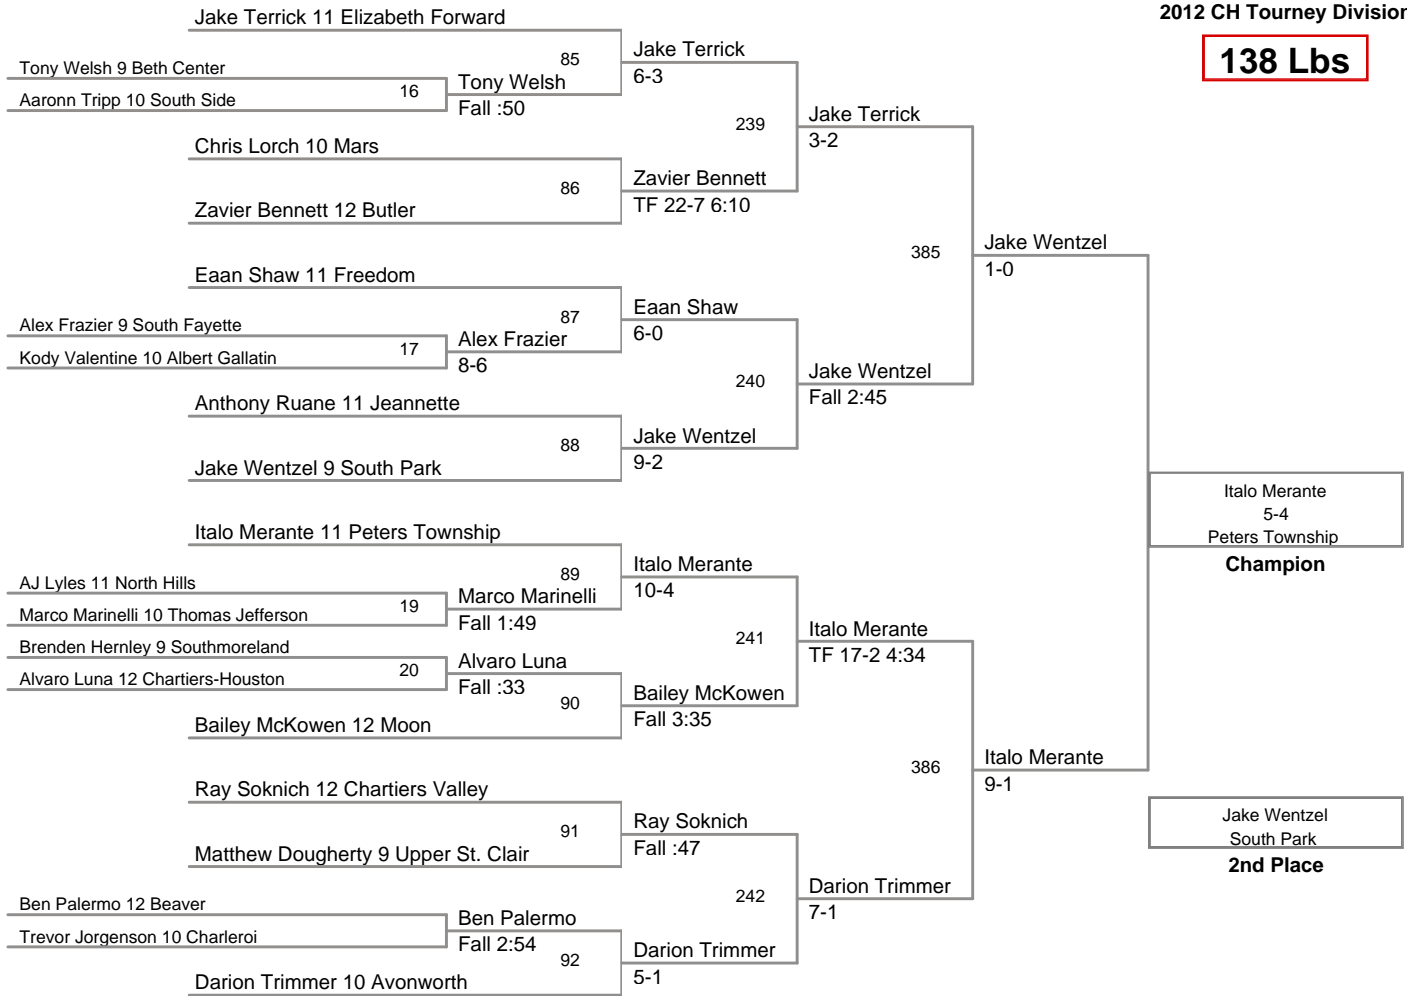 2012 CH Tourney Division
138 Lbs
Jake Terrick 11 Elizabeth Forward
85
Jake Terrick
6-3
Tony Welsh 9 Beth Center
16
Aaronn Tripp 10 South Side
Tony Welsh
Fall :50
239
Jake Terrick
3-2
Chris Lorch 10 Mars
86
Zavier Bennett
TF 22-7 6:10
Zavier Bennett 12 Butler
385
Jake Wentzel
1-0
Eaan Shaw 11 Freedom
87
Eaan Shaw
6-0
Alex Frazier 9 South Fayette
17
Kody Valentine 10 Albert Gallatin
Alex Frazier
8-6
240
Jake Wentzel
Fall 2:45
Anthony Ruane 11 Jeannette
88
Jake Wentzel
9-2
Jake Wentzel 9 South Park
Italo Merante
5-4
Peters Township
Champion
Italo Merante 11 Peters Township
89
Italo Merante
10-4
AJ Lyles 11 North Hills
19
Marco Marinelli 10 Thomas Jefferson
Marco Marinelli
Fall 1:49
241
Italo Merante
TF 17-2 4:34
Brenden Hernley 9 Southmoreland
20
Alvaro Luna 12 Chartiers-Houston
Alvaro Luna
Fall :33
90
Bailey McKowen
Fall 3:35
Bailey McKowen 12 Moon
386
Italo Merante
9-1
Ray Soknich 12 Chartiers Valley
91
Ray Soknich
Fall :47
Matthew Dougherty 9 Upper St. Clair
Jake Wentzel
South Park
2nd Place
242
Darion Trimmer
7-1
Ben Palermo 12 Beaver
Trevor Jorgenson 10 Charleroi
Ben Palermo
Fall 2:54
92
Darion Trimmer
5-1
Darion Trimmer 10 Avonworth